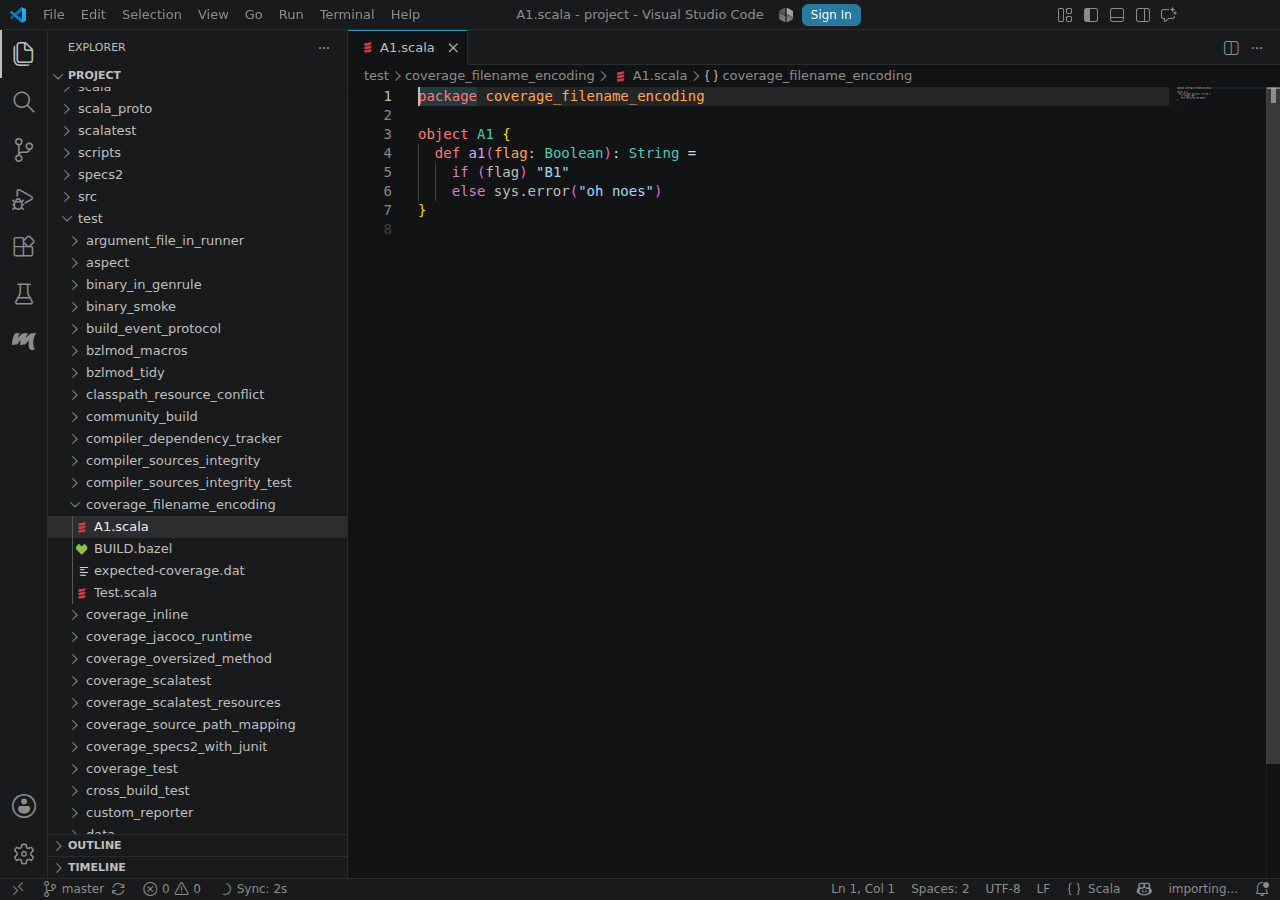 File Edit Selection View Go Run Terminal Help A1.scala - project - Visual Studio Code Sign In
EXPLORER
PROJECT
scala
scala_proto
scalatest
scripts
specs2
src
test
argument_file_in_runner
aspect
binary_in_genrule
binary_smoke
build_event_protocol
bzlmod_macros
bzlmod_tidy
classpath_resource_conflict
community_build
compiler_dependency_tracker
compiler_sources_integrity
compiler_sources_integrity_test
coverage_filename_encoding
A1.scala
BUILD.bazel
expected-coverage.dat
Test.scala
coverage_inline
coverage_jacoco_runtime
coverage_oversized_method
coverage_scalatest
coverage_scalatest_resources
coverage_source_path_mapping
coverage_specs2_with_junit
coverage_test
cross_build_test
custom_reporter
data
OUTLINE
TIMELINE
A1.scala
test > coverage_filename_encoding > A1.scala > { } coverage_filename_encoding
1 package coverage_filename_encoding
2
3 object A1 {
4 def a1(flag: Boolean): String =
5 if (flag) "B1"
6 else sys.error("oh noes")
7 }
8
master 0 0 Sync: 2s Ln 1, Col 1 Spaces: 2 UTF-8 LF { } Scala importing...